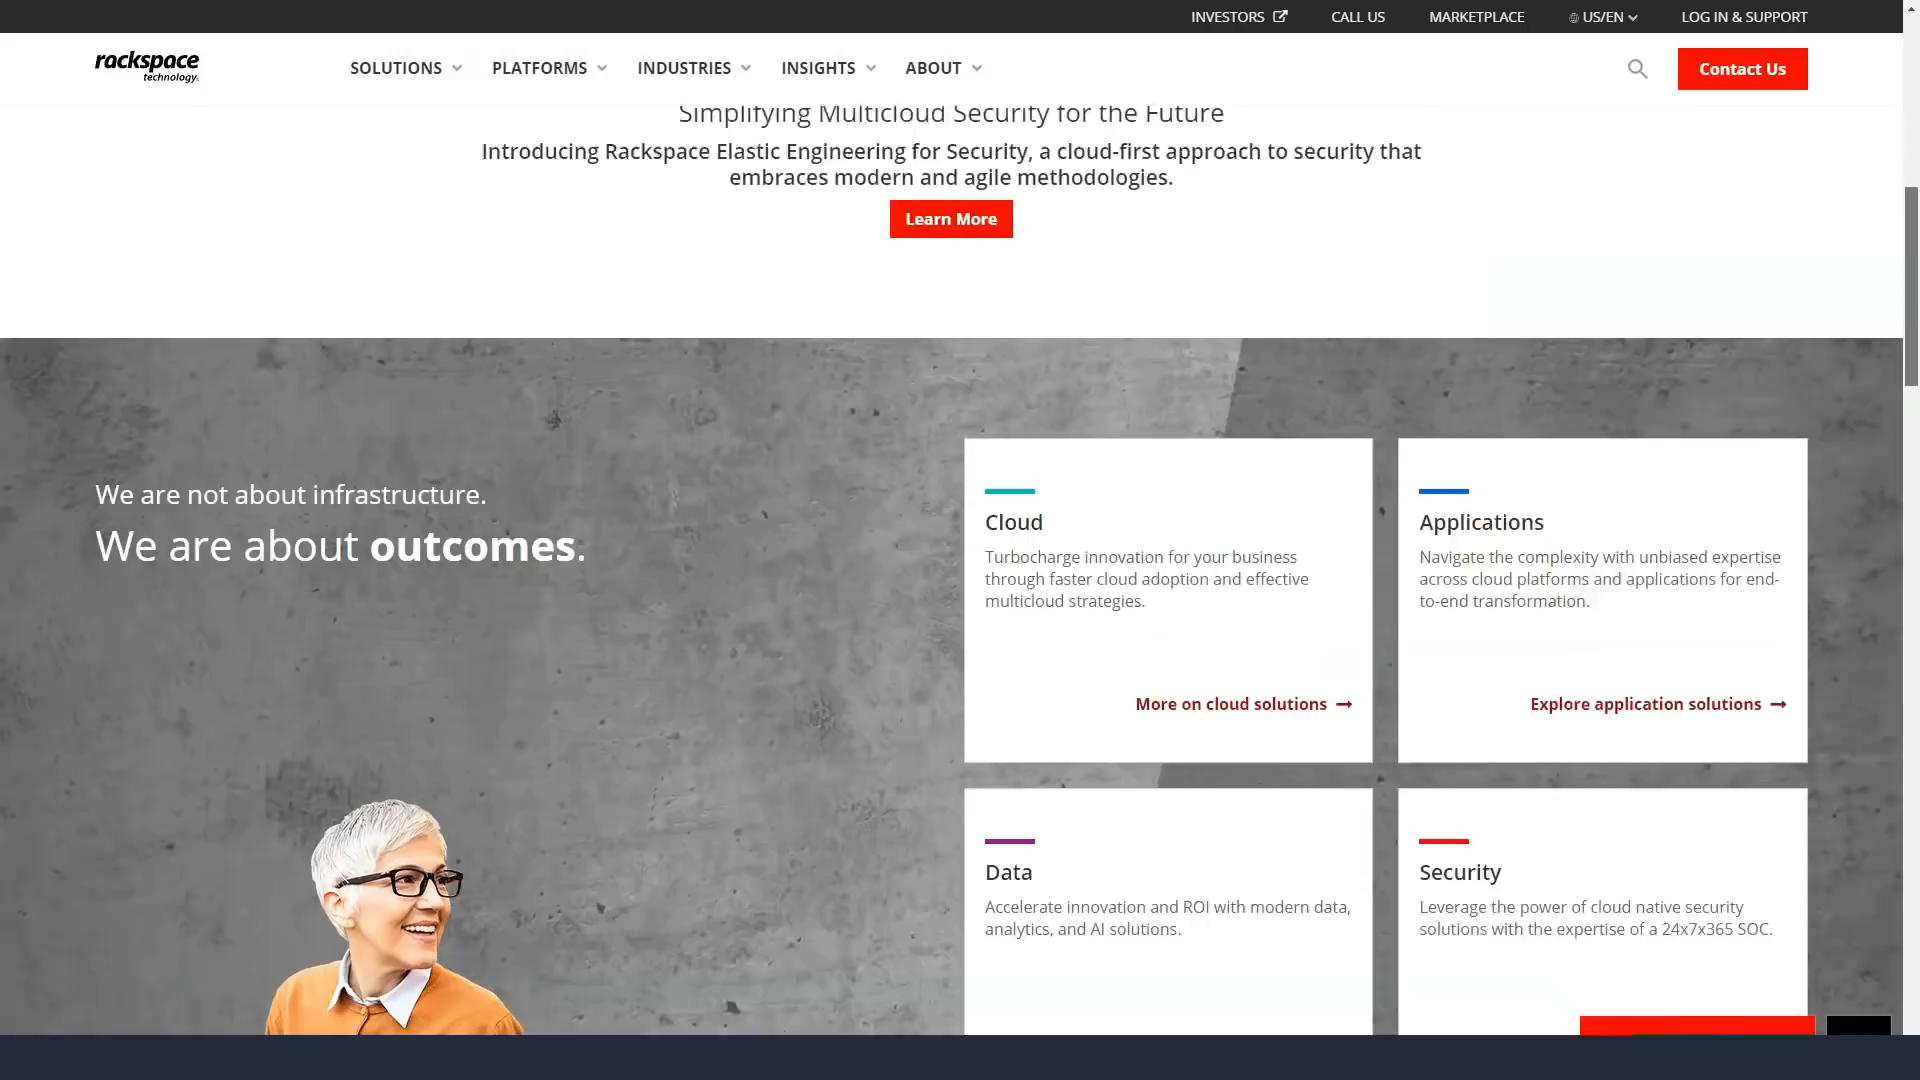 INVESTORS
CALL US
MARKETPLACE
US/EN
LOG IN & SUPPORT
rackspace
technology.
SOLUTIONS
PLATFORMS
INDUSTRIES
INSIGHTS
ABOUT
Contact Us
Simplifying Multicloud Security for the Future
Introducing Rackspace Elastic Engineering for Security, a cloud-first approach to security that
embraces modern and agile methodologies.
Learn More
We are not about infrastructure.
We are about outcomes.
Cloud
Turbocharge innovation for your business
through faster cloud adoption and effective
multicloud strategies.
More on cloud solutions
Applications
Navigate the complexity with unbiased expertise
across cloud platforms and applications for end-
to-end transformation.
Explore application solutions
Data
Accelerate innovation and ROI with modern data,
analytics, and AI solutions.
Security
Leverage the power of cloud native security
solutions with the expertise of a 24x7x365 SOC.